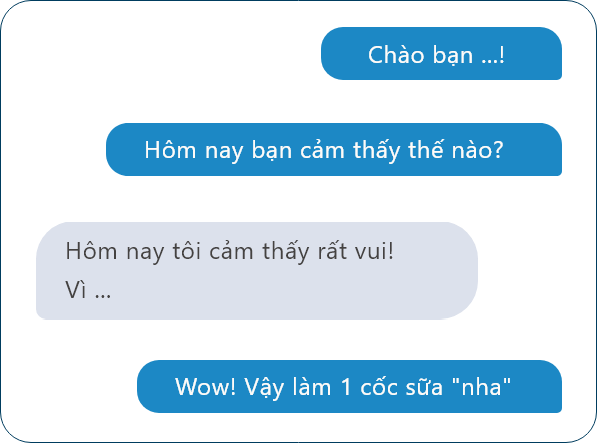 Chào bạn ...!
Hôm nay bạn cảm thấy thế nào?
Hôm nay tôi cảm thấy rất vui!
Vì ...
Wow! Vậy làm 1 cốc sữa "nha"